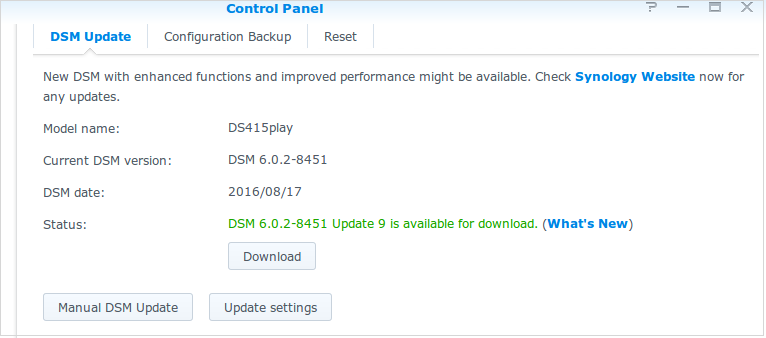 Control Panel
DSM Update
Configuration Backup
Reset
New DSM with enhanced functions and improved performance might be available. Check Synology Website now for
any updates.
Model name: DS415play
Current DSM version: DSM 6.0.2-8451
DSM date: 2016/08/17
Status: DSM 6.0.2-8451 Update 9 is available for download. (What's New)
Download
Manual DSM Update
Update settings